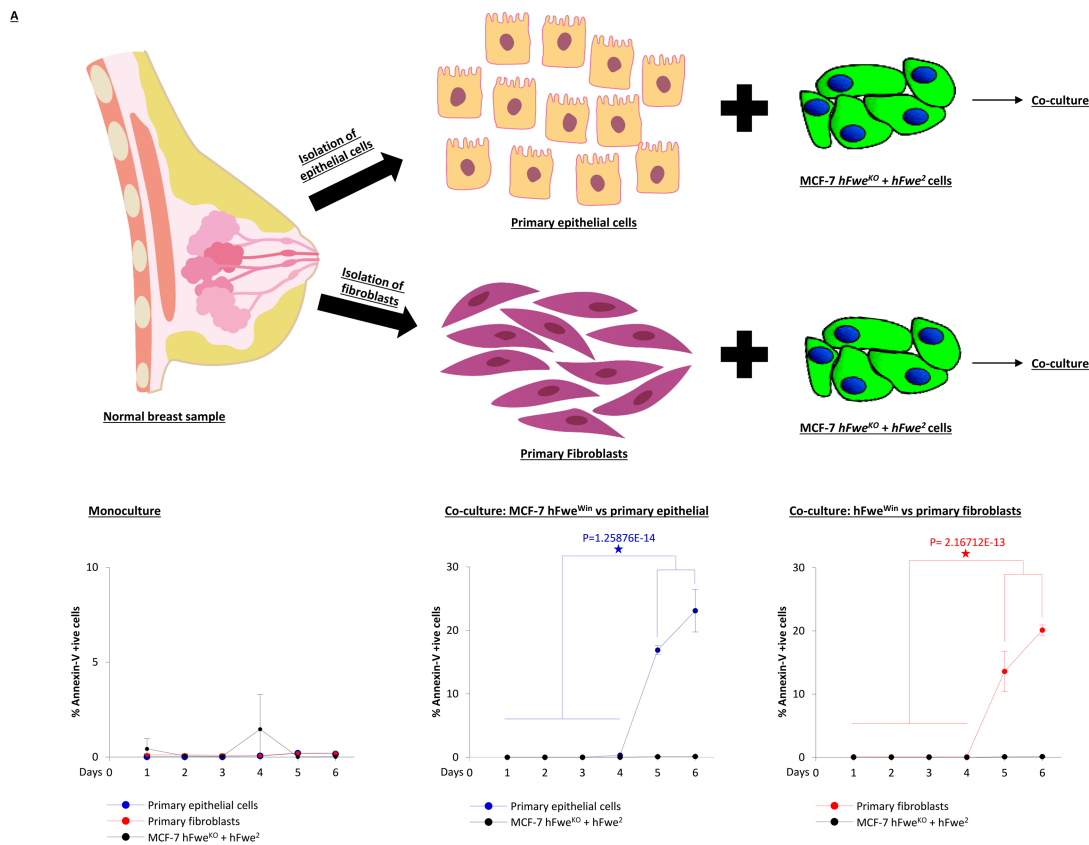 A
Isolation of
epithelial cells
Primary epithelial cells
MCF-7 hFweᴷᴼ + hFwe² cells
Co-culture
Isolation of
fibroblasts
Normal breast sample
Primary Fibroblasts
MCF-7 hFweᴷᴼ + hFwe² cells
Co-culture
Monoculture
% Annexin-V +ive cells
10
5
0
Days 0 1 2 3 4 5 6
Primary epithelial cells
Primary fibroblasts
MCF-7 hFweᴷᴼ + hFwe²
Co-culture: MCF-7 hFweᵂⁱⁿ vs primary epithelial
P=1.25876E-14
% Annexin-V +ive cells
30
20
10
0
Days 0 1 2 3 4 5 6
Primary epithelial cells
MCF-7 hFweᴷᴼ + hFwe²
Co-culture: hFweᵂⁱⁿ vs primary fibroblasts
P= 2.16712E-13
% Annexin-V +ive cells
30
20
10
0
Days 0 1 2 3 4 5 6
Primary fibroblasts
MCF-7 hFweᴷᴼ + hFwe²